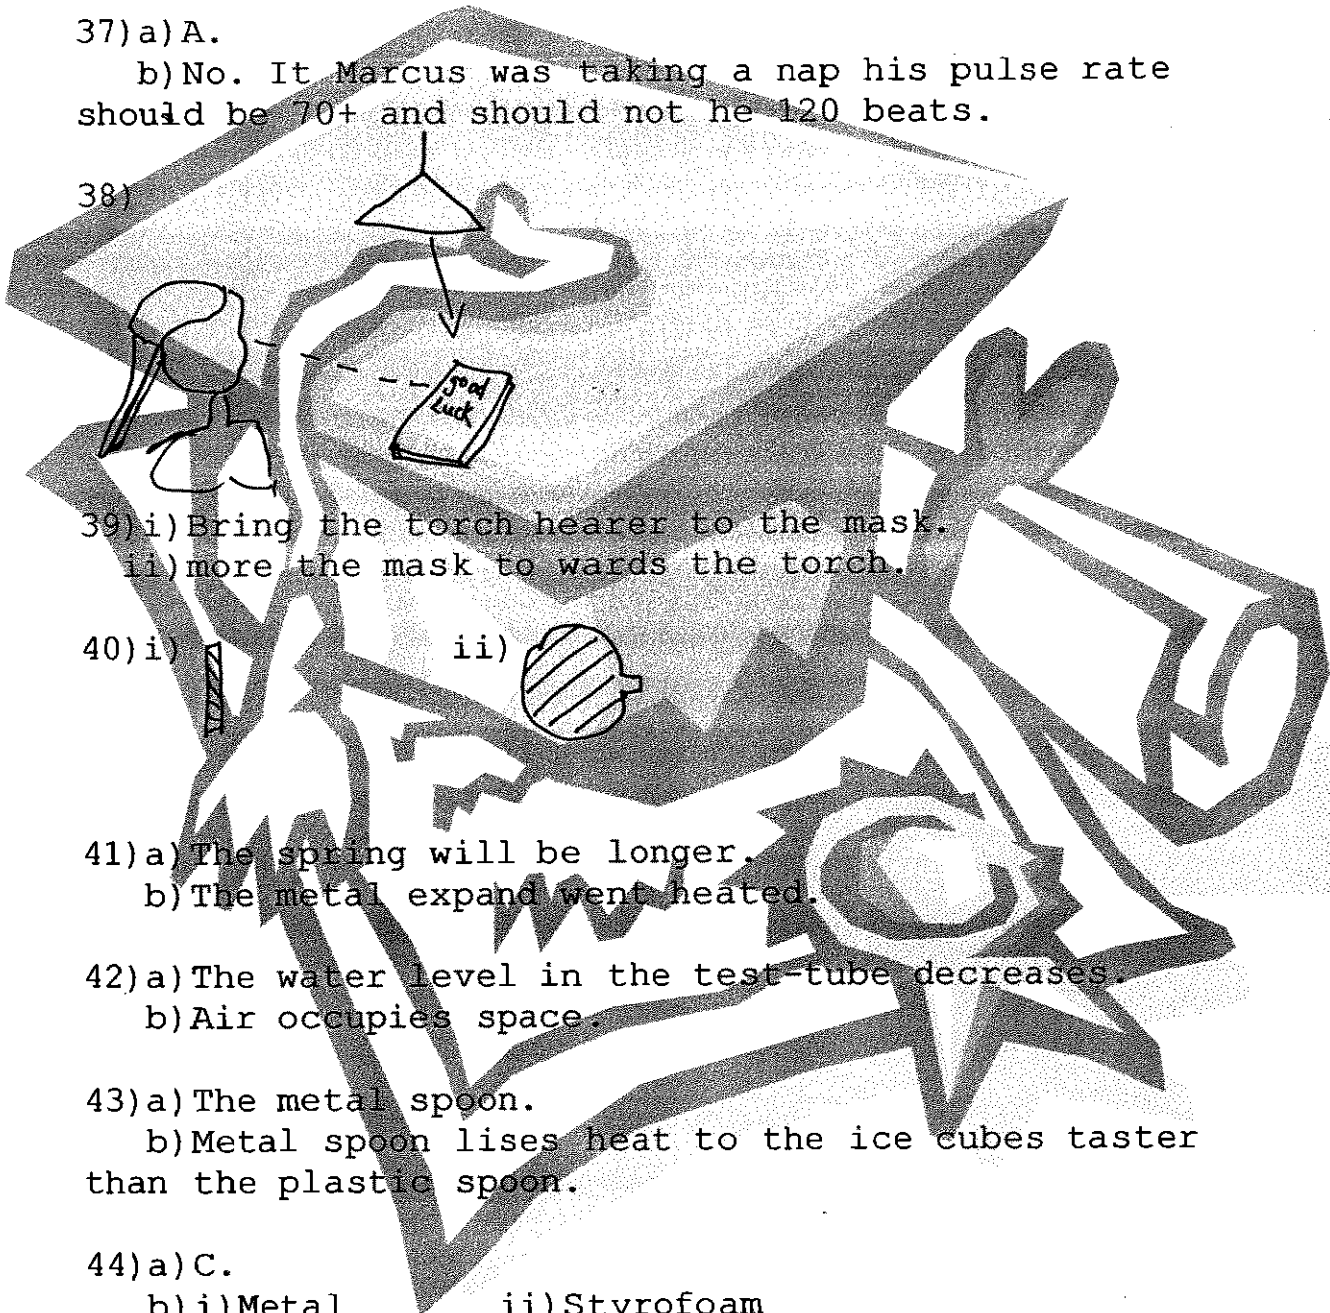 37)a)A.
b)No. It Marcus was taking a nap his pulse rate
should be 70+ and should not he 120 beats.
38)
good
Luck
39)i)Bring the torch hearer to the mask.
ii)more the mask to wards the torch.
40)i) ii)
41)a)The spring will be longer.
b)The metal expand went heated.
42)a)The water level in the test-tube decreases.
b)Air occupies space.
43)a)The metal spoon.
b)Metal spoon lises heat to the ice cubes taster
than the plastic spoon.
44)a)C.
b)i)Metal ii)Styrofoam